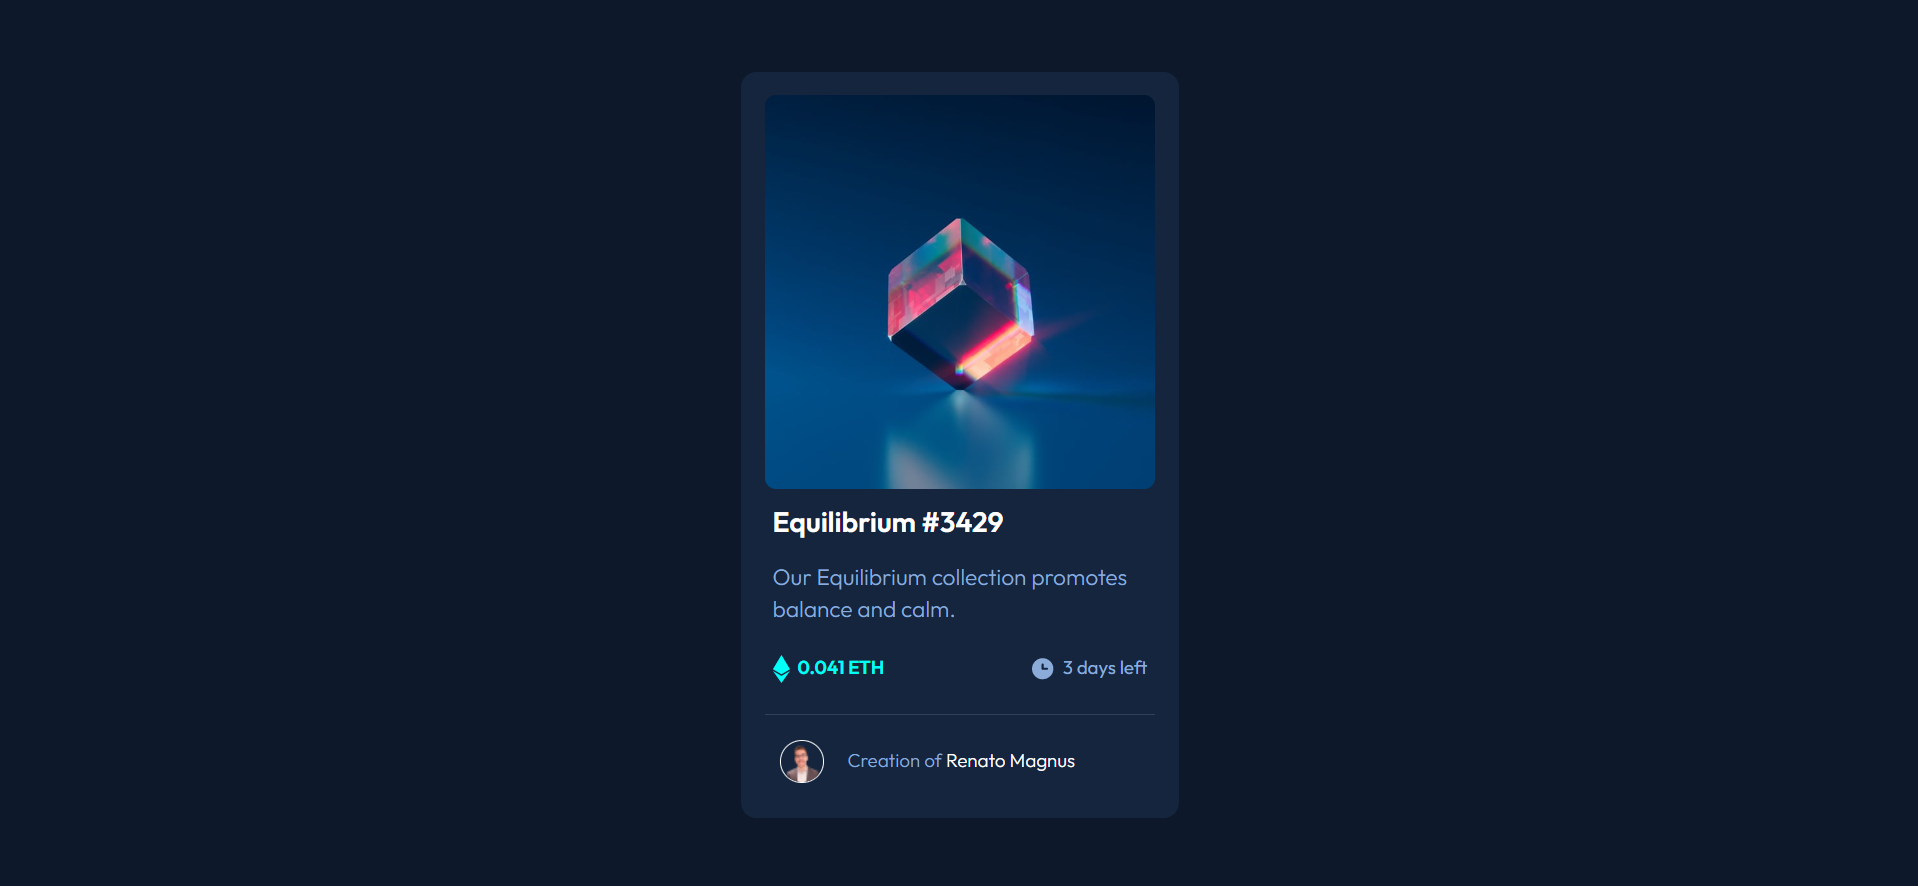 Equilibrium #3429
Our Equilibrium collection promotes
balance and calm.
0.041 ETH
3 days left
Creation of Renato Magnus